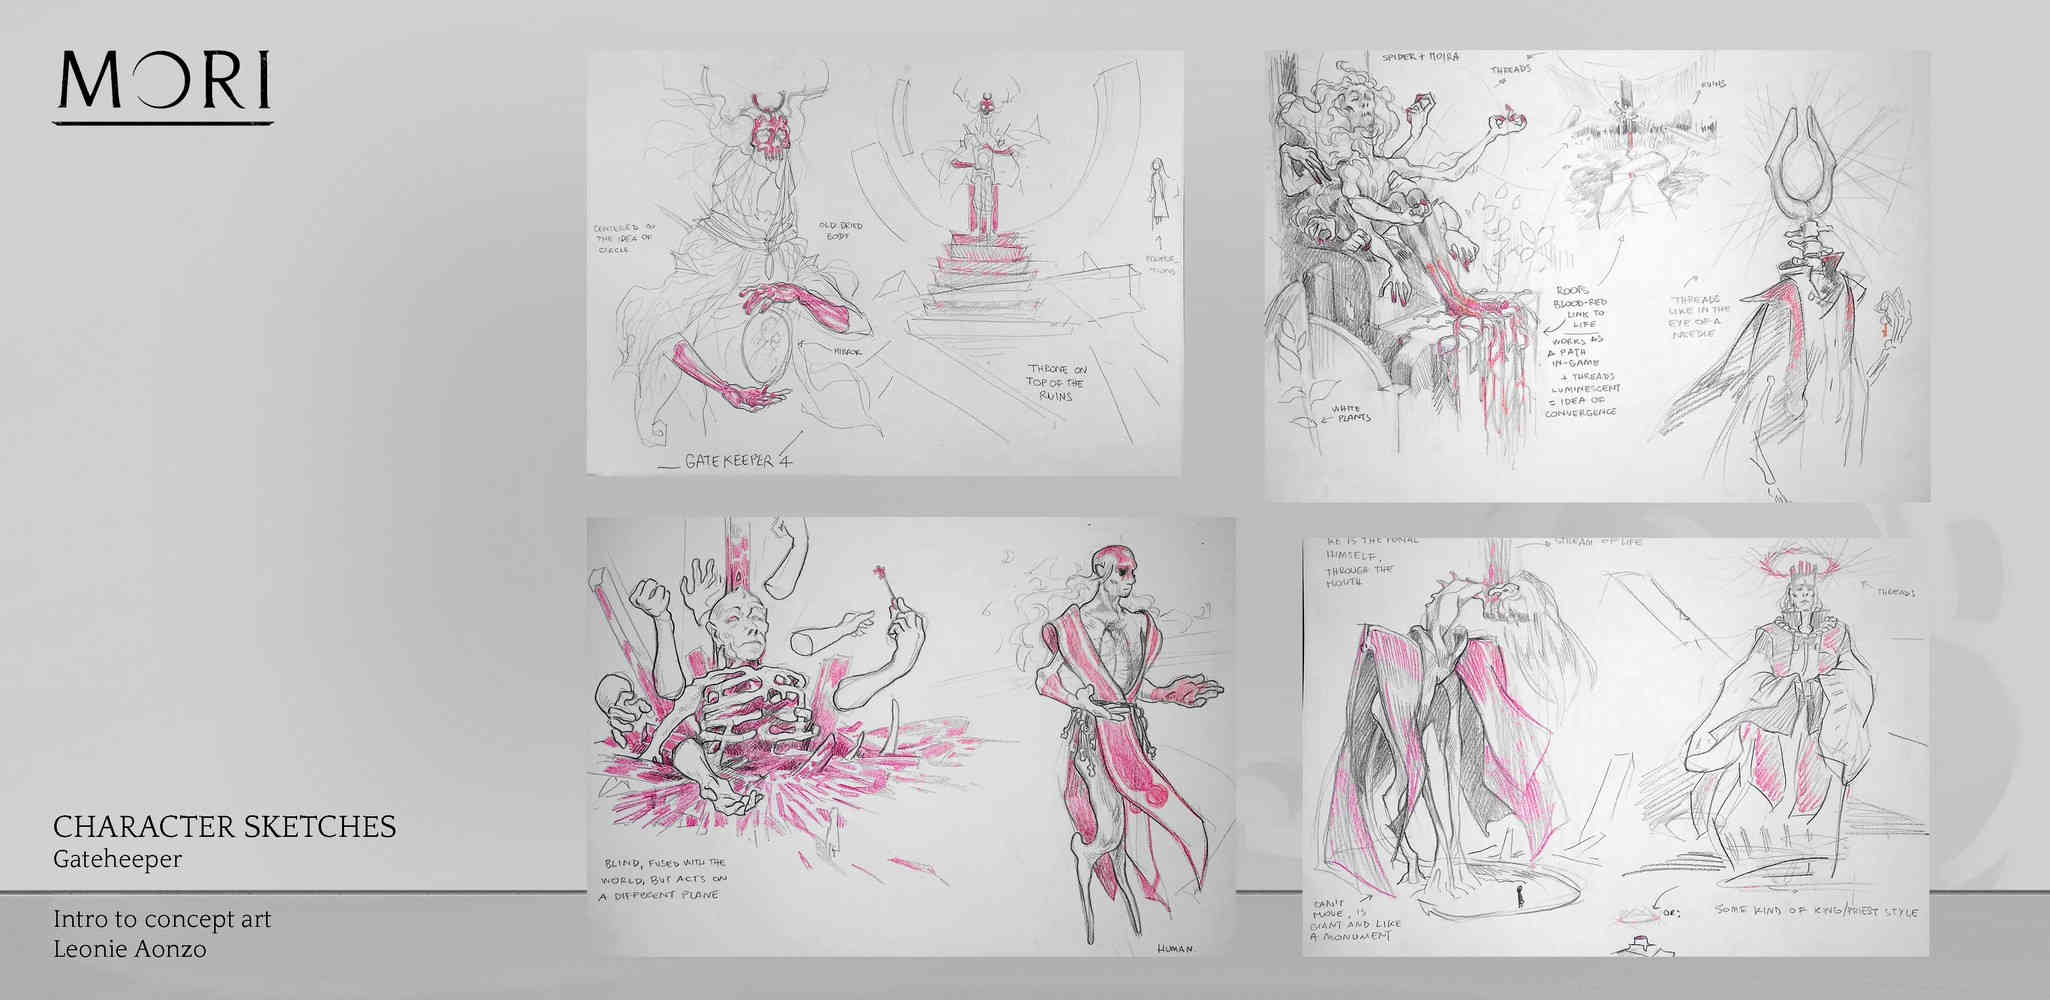 MORI
CENTERED ON
THE IDEA OF
CIRCLE
OLD DRIED
BODY
MIRROR
THRONE ON
TOP OF THE
RUINS
GATEKEEPER 4
SPIDER + MOIRA
THREADS
RUINS
ROOTS
BLOOD-RED
LINK TO
LIFE
WORKS AS
A PATH
IN-GAME
+ THREADS
LUMINESCENT
= IDEA OF
CONVERGENCE
THREADS
LIKE IN THE
EYE OF A
NEEDLE
WHITE
PLANTS
BLIND, FUSED WITH THE
WORLD, BUT ACTS ON
A DIFFERENT PLANE
HUMAN
HIMSELF,
THROUGH THE
MOUTH
STREAM OF LIFE
THREADS
CAN'T
MOVE, IS
GIANT AND LIKE
A MONUMENT
OR:
SOME KIND OF KING/PRIEST STYLE
CHARACTER SKETCHES
Gateheeper
Intro to concept art
Leonie Aonzo